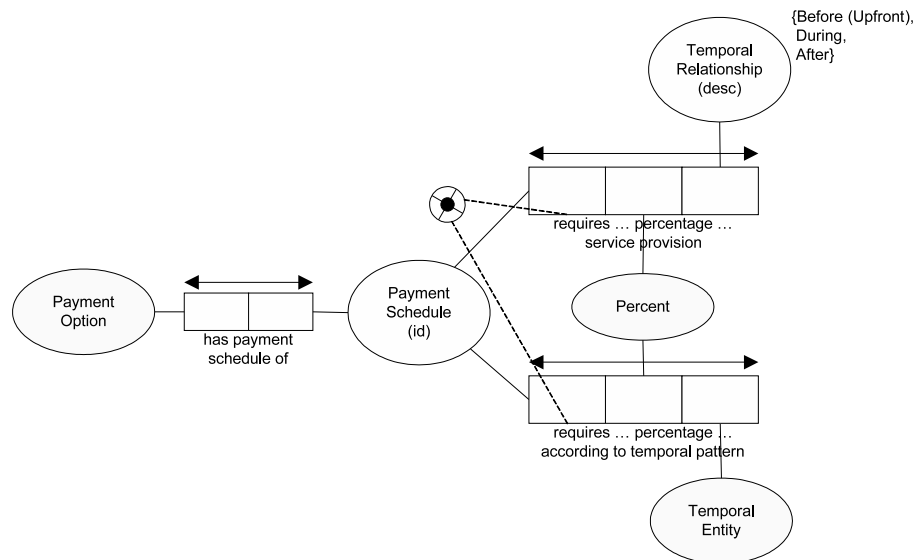 {Before (Upfront),
During,
After}
Temporal
Relationship
(desc)
requires … percentage …
service provision
Payment
Option
has payment
schedule of
Payment
Schedule
(id)
Percent
requires … percentage …
according to temporal pattern
Temporal
Entity